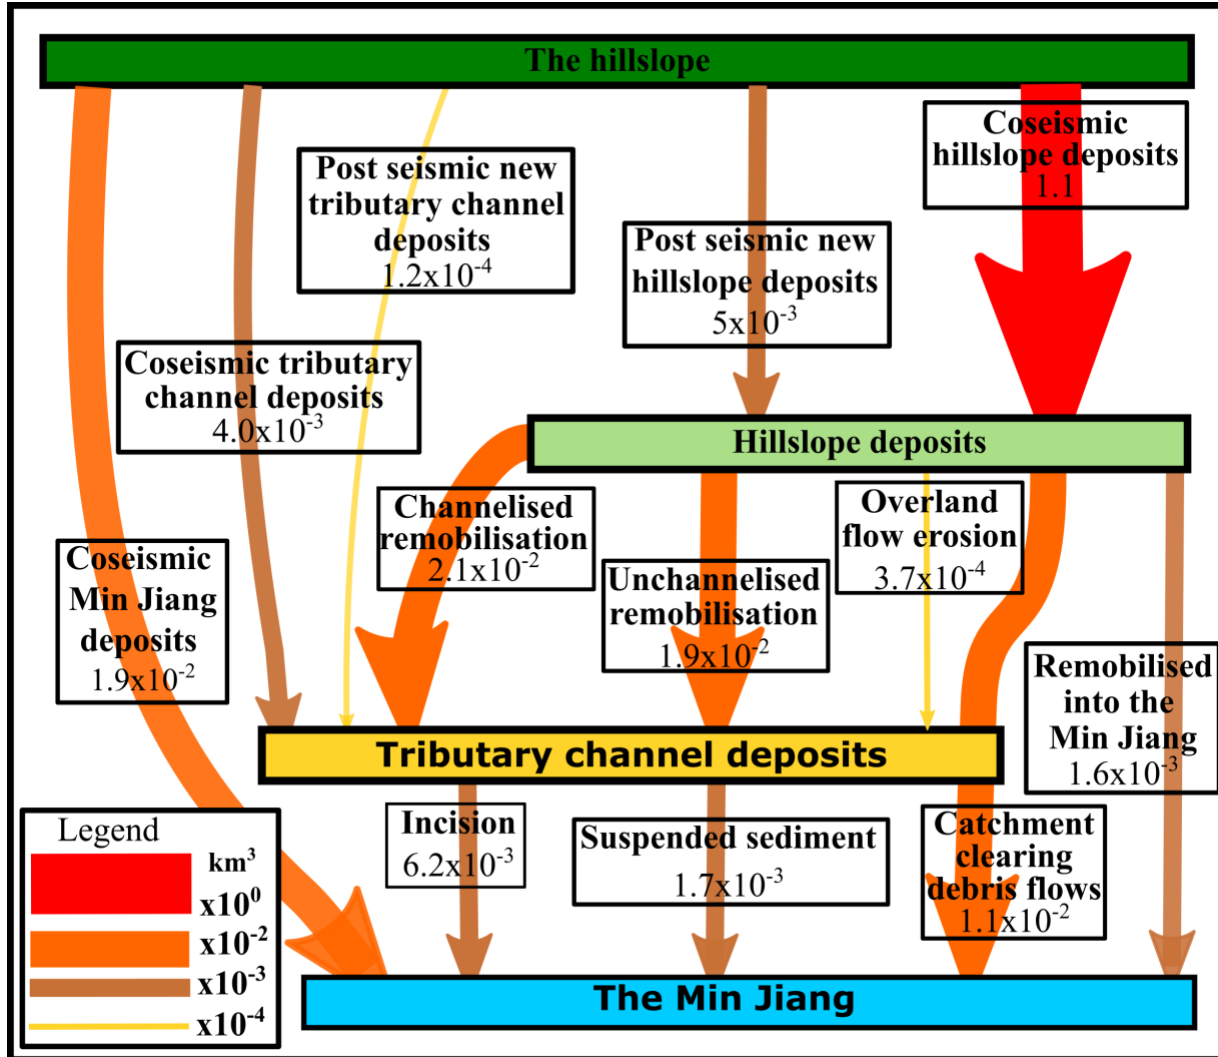 The hillslope
Coseismic
hillslope deposits
1.1
Post seismic new
tributary channel
deposits
1.2x10⁻⁴
Post seismic new
hillslope deposits
5x10⁻³
Coseismic tributary
channel deposits
4.0x10⁻³
Hillslope deposits
Channelised
remobilisation
2.1x10⁻²
Overland
flow erosion
3.7x10⁻⁴
Unchannelised
remobilisation
1.9x10⁻²
Coseismic
Min Jiang
deposits
1.9x10⁻²
Remobilised
into the
Min Jiang
1.6x10⁻³
Tributary channel deposits
Incision
6.2x10⁻³
Suspended sediment
1.7x10⁻³
Catchment
clearing
debris flows
1.1x10⁻²
Legend
km³
x10⁰
x10⁻²
x10⁻³
x10⁻⁴
The Min Jiang